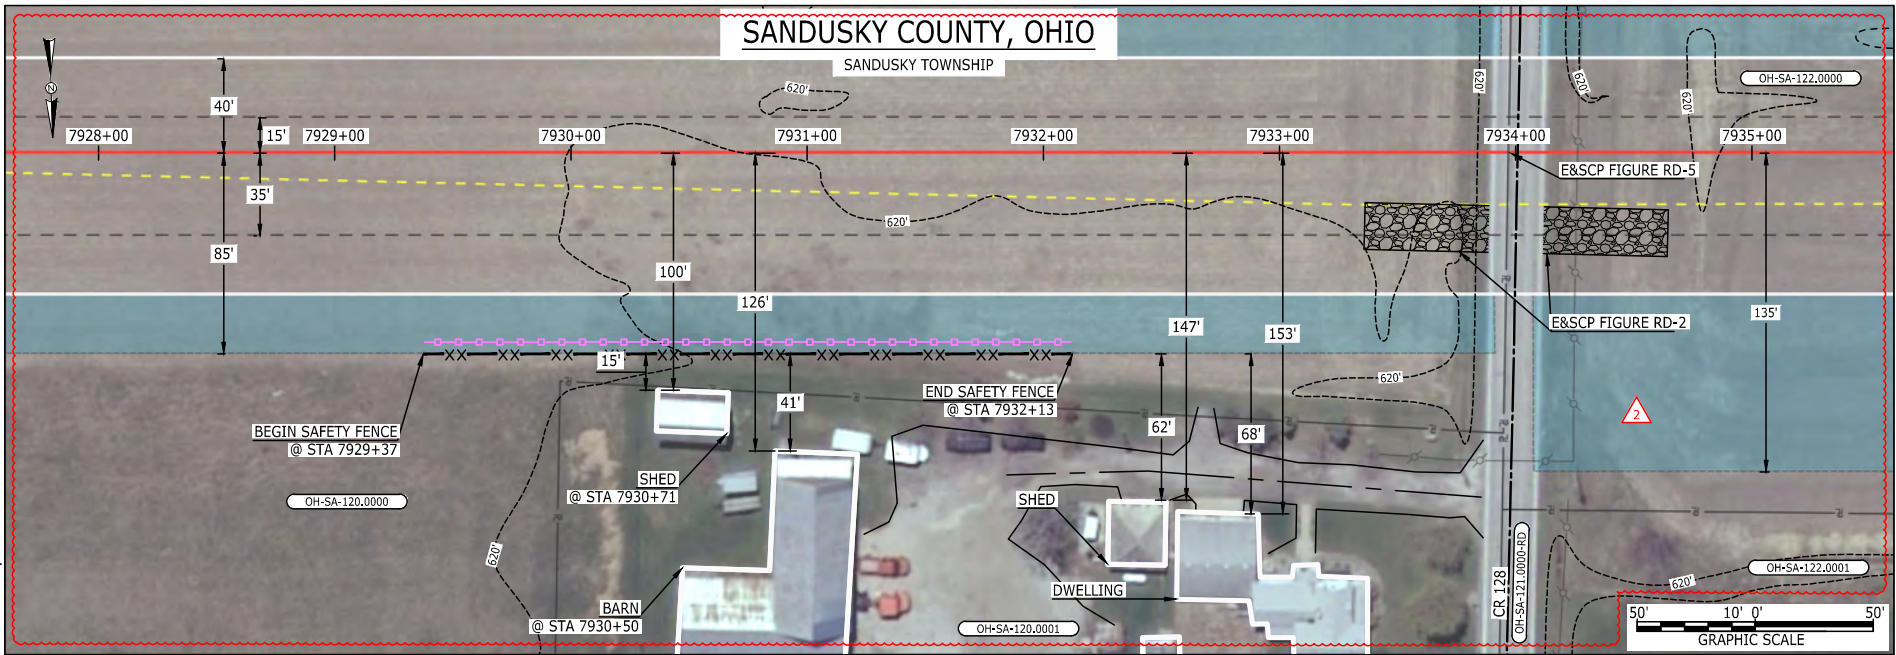 SANDUSKY COUNTY, OHIO
SANDUSKY TOWNSHIP
OH-SA-122.0000
620'
620'
620'
620'
40'
15'
7928+00
7929+00
7930+00
7931+00
7932+00
7933+00
7934+00
7935+00
E&SCP FIGURE RD-5
35'
620'
85'
100'
126'
147'
153'
135'
E&SCP FIGURE RD-2
15'
620'
END SAFETY FENCE
@ STA 7932+13
41'
2
BEGIN SAFETY FENCE
@ STA 7929+37
62'
68'
SHED
@ STA 7930+71
OH-SA-120.0000
SHED
620'
OH-SA-122.0001
620'
DWELLING
BARN
@ STA 7930+50
OH-SA-120.0001
CR 128
OH-SA-121.0000-RD
50' 10' 0' 50'
GRAPHIC SCALE